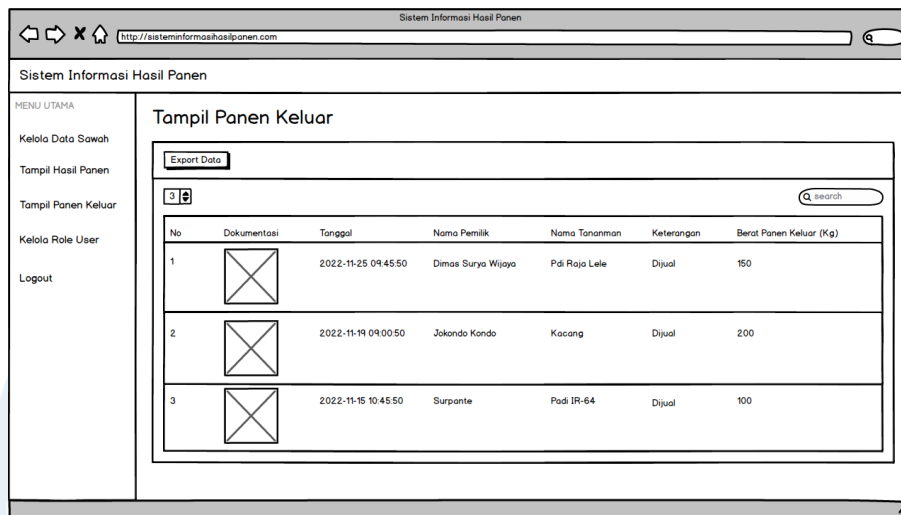 Sistem Informasi Hasil Panen
http://sisteminformasihasilpanen.com
Sistem Informasi Hasil Panen
MENU UTAMA
Kelola Data Sawah
Tampil Hasil Panen
Tampil Panen Keluar
Kelola Role User
Logout
Tampil Panen Keluar
Export Data
3 search
No Dokumentasi Tanggal Nama Pemilik Nama Tananman Keterangan Berat Panen Keluar (Kg)
1 2022-11-25 09:45:50 Dimas Surya Wijaya Pdi Raja Lele Dijual 150
2 2022-11-19 09:00:50 Jokondo Kondo Kacang Dijual 200
3 2022-11-15 10:45:50 Surpante Padi IR-64 Dijual 100